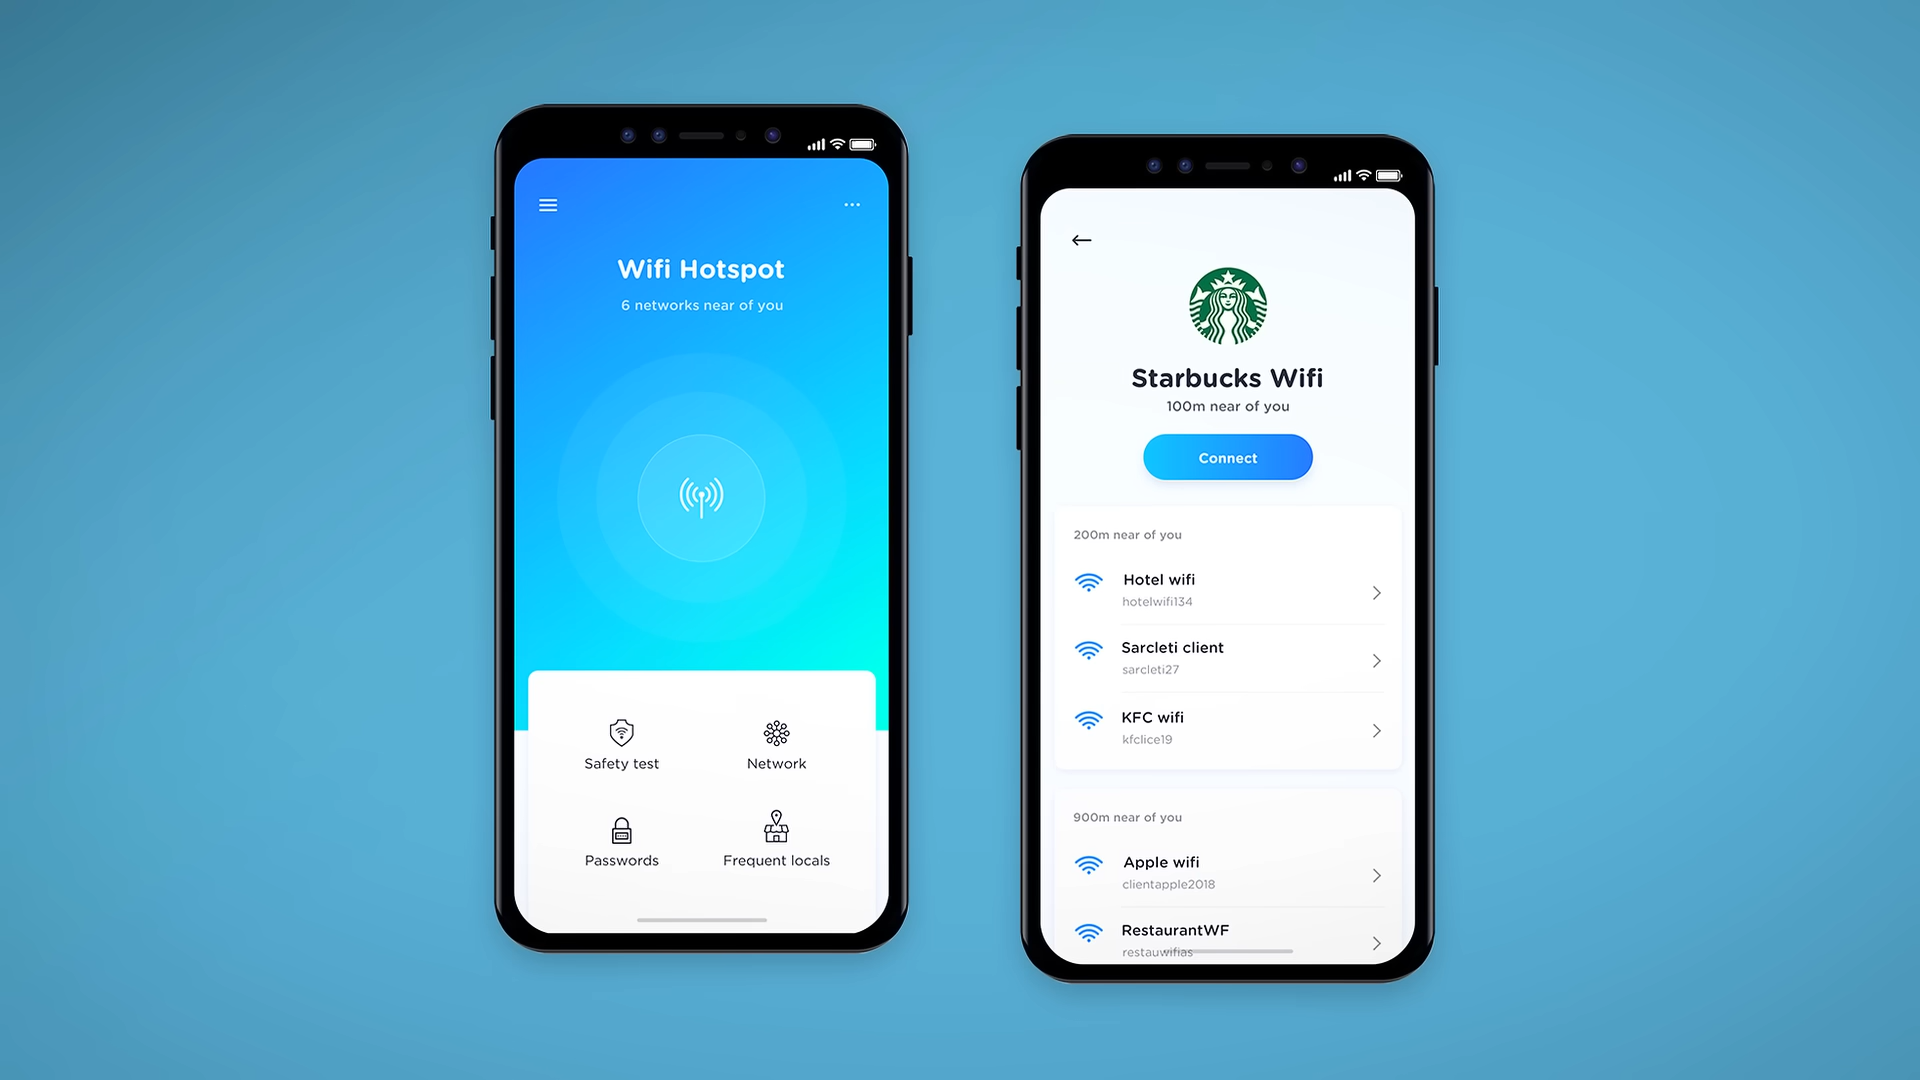 Wifi Hotspot
6 networks near of you
Safety test
Network
Passwords
Frequent locals
Starbucks Wifi
100m near of you
Connect
200m near of you
Hotel wifi
hotelwifi134
Sarcleti client
sarcleti27
KFC wifi
kfclice19
900m near of you
Apple wifi
clientapple2018
RestaurantWF
restauwifias